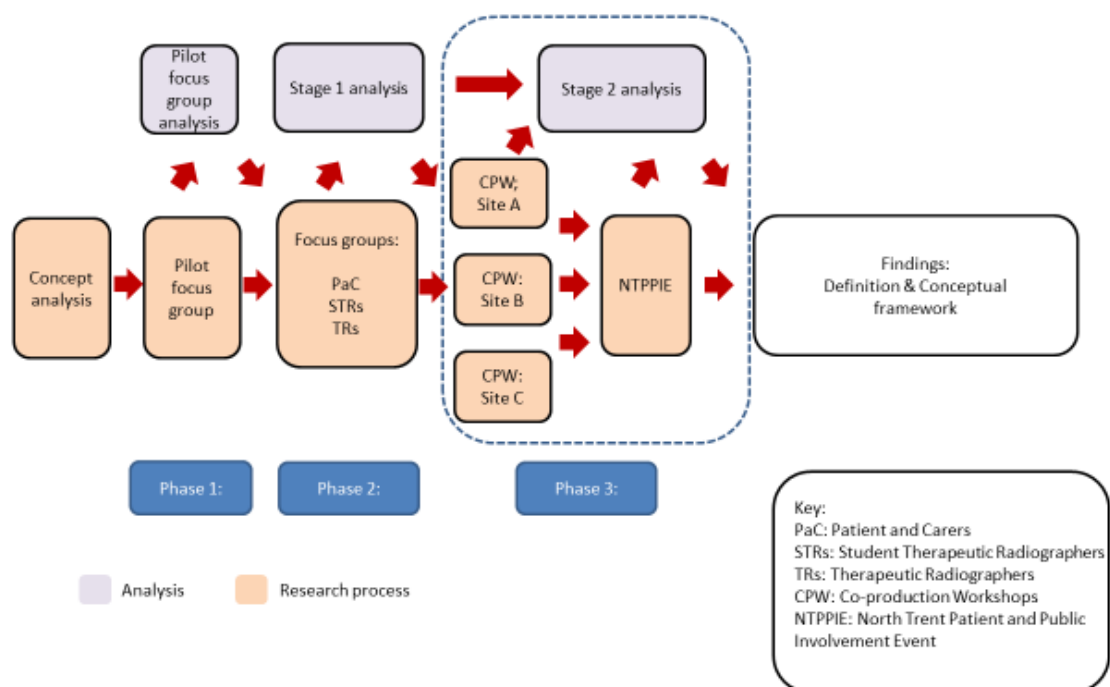 Pilot
focus
group
analysis
Stage 1 analysis
Stage 2 analysis
Concept
analysis
Pilot
focus
group
Focus groups:
PaC
STRs
TRs
CPW;
Site A
CPW:
Site B
CPW:
Site C
NTPPIE
Findings:
Definition & Conceptual
framework
Phase 1:
Phase 2:
Phase 3:
Analysis
Research process
Key:
PaC: Patient and Carers
STRs: Student Therapeutic Radiographers
TRs: Therapeutic Radiographers
CPW: Co-production Workshops
NTPPIE: North Trent Patient and Public
Involvement Event